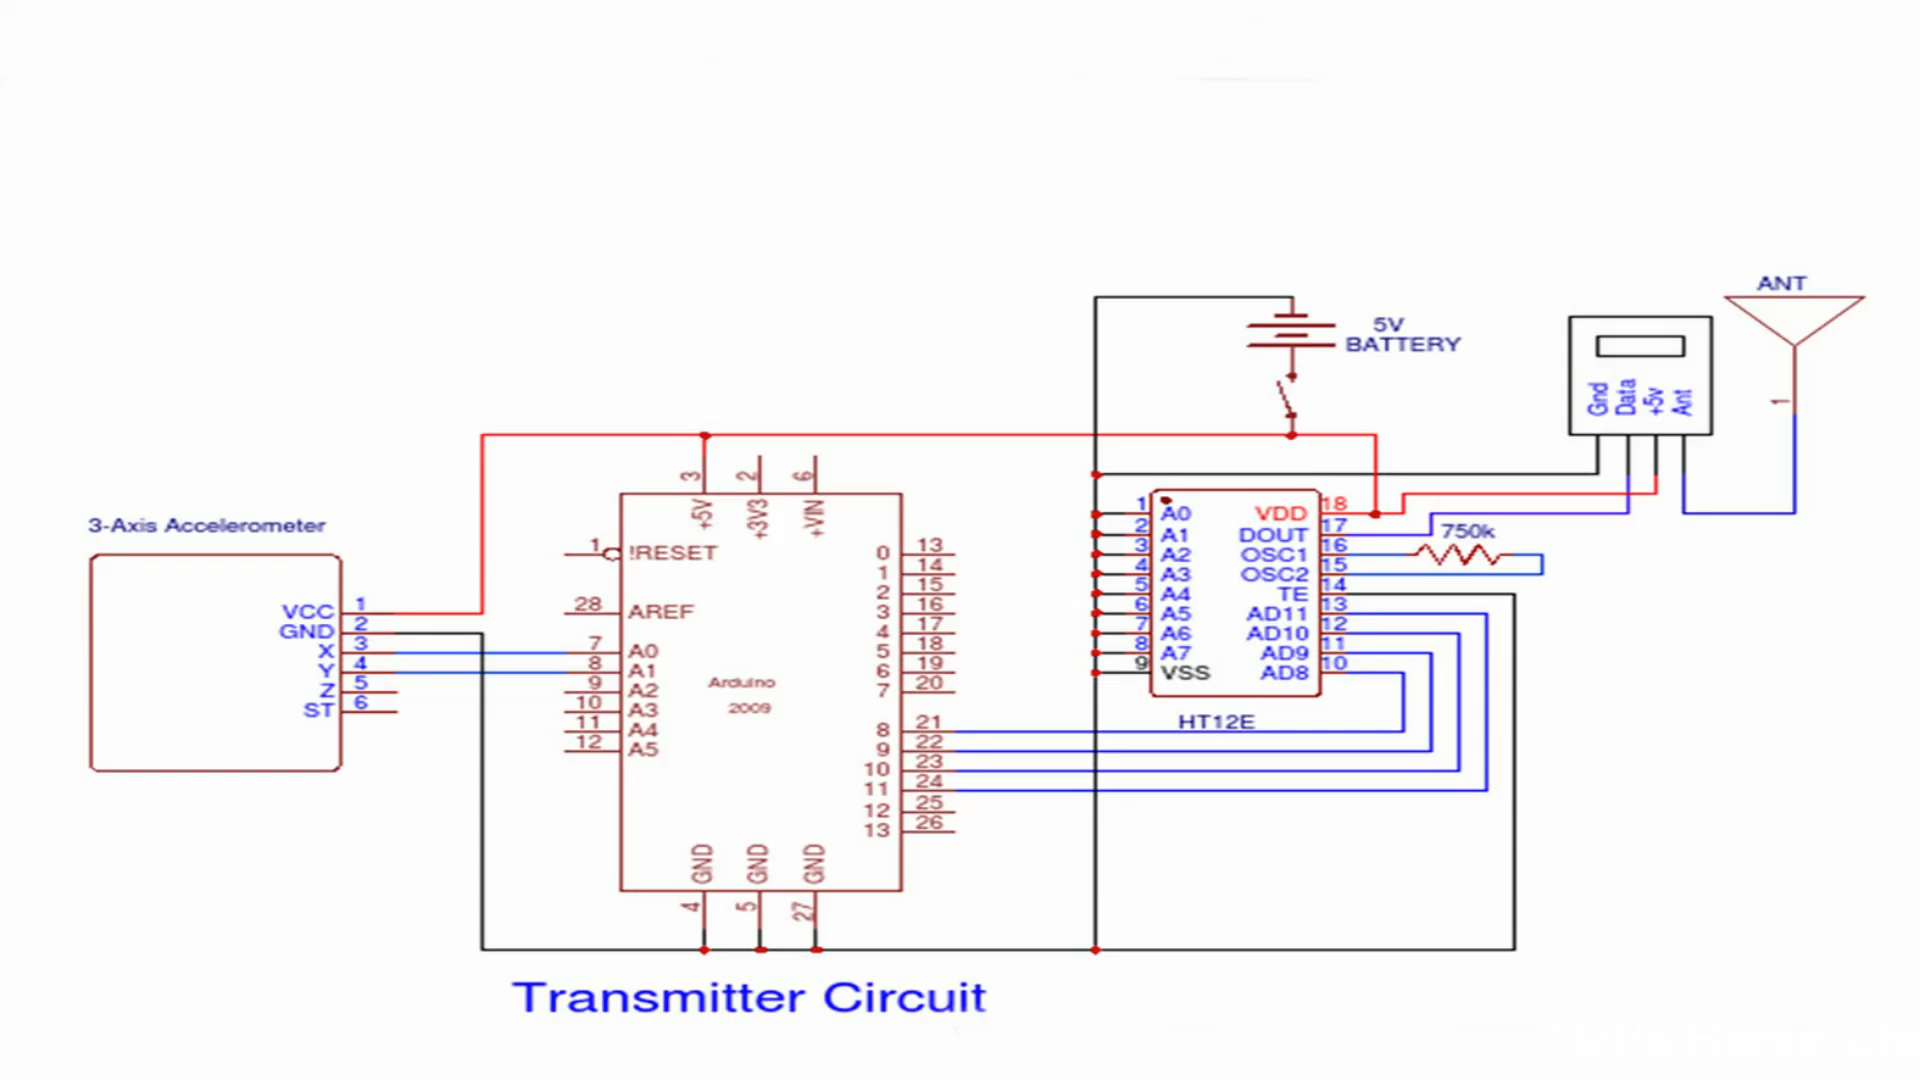 ANT
5V
BATTERY
Gnd
Data
+5v
Ant
1
3
2
6
+5V
+3V3
+VIN
3-Axis Accelerometer
VCC 1
GND 2
X 3
Y 4
Z 5
ST 6
1 !RESET
28 AREF
7 A0
8 A1
9 A2
10 A3
11 A4
12 A5
Arduino
2009
0 13
1 14
2 15
3 16
4 17
5 18
6 19
7 20
8 21
9 22
10 23
11 24
12 25
13 26
GND
GND
GND
4
5
27
1 A0
2 A1
3 A2
4 A3
5 A4
6 A5
7 A6
8 A7
9 VSS
VDD 18
DOUT 17
OSC1 16
OSC2 15
TE 14
AD11 13
AD10 12
AD9 11
AD8 10
750k
HT12E
Transmitter Circuit